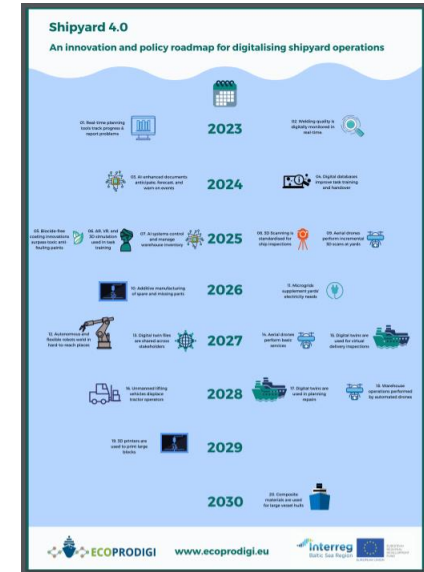 Shipyard 4.0
An innovation and policy roadmap for digitalising shipyard operations
2023
01. Real time planning
tools track progress &
report problems
02. Welding quality is
digitally monitored in
real time
2024
03. AI-enhanced documents
anticipate, forecast, and
warn on events
04. Digital databases
improve task training
and handover
2025
05. Biocide-free
coating innovations
surpass toxic anti-
fouling paints
06. AR, VR, and
3D simulation
used in task
training
07. AI systems control
and manage
warehouse inventory
08. 3D Scanning is
standardised for
ship inspections
09. Aerial drones
perform incremental
3D scans at yards
2026
10. Additive manufacturing
of spare and missing parts
11. Microgrids
supplement yards'
electricity needs
2027
12. Autonomous and
flexible robots weld in
hard-to-reach places
13. Digital twin files
are shared across
stakeholders
14. Aerial drones
perform basic
services
15. Digital twins are
used for virtual
delivery inspections
2028
16. Unmanned lifting
vehicles displace
tractor operators
17. Digital twins are
used in planning
repairs
18. Warehouse
operations performed
by automated drones
2029
19. 3D printers are
used to print large
blocks
2030
20. Composite
materials are used
for large vessel hulls
ECOPRODIGI
www.ecoprodigi.eu
Interreg
Baltic Sea Region